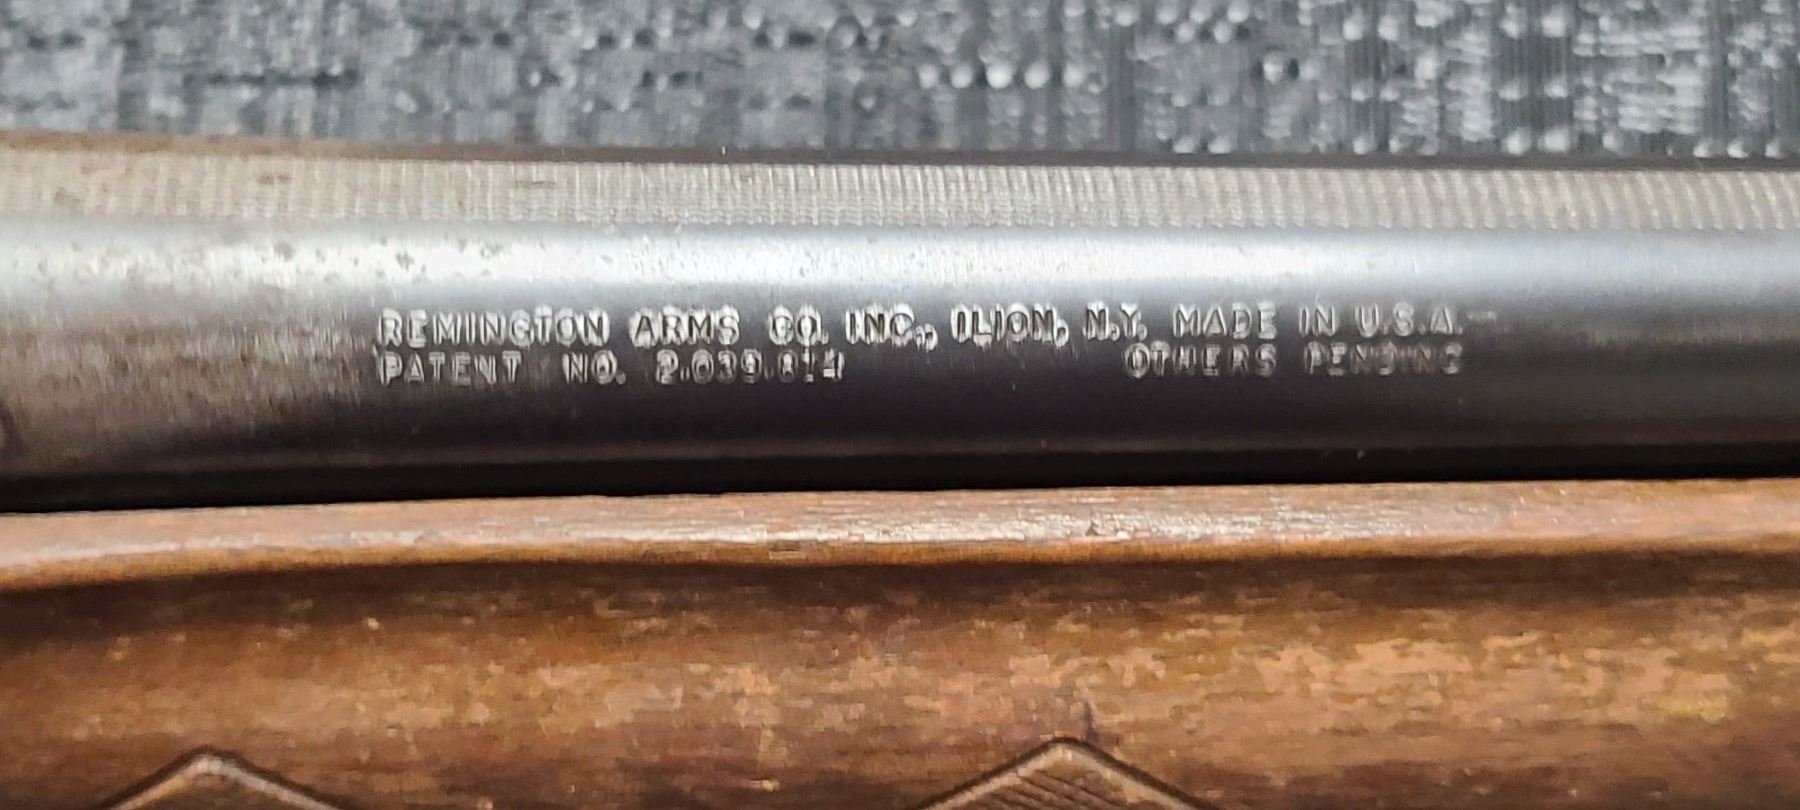 REMINGTON ARMS CO. INC., ILION, N.Y. MADE IN U.S.A.
PATENT NO. 2.039.814 OTHERS PENDING